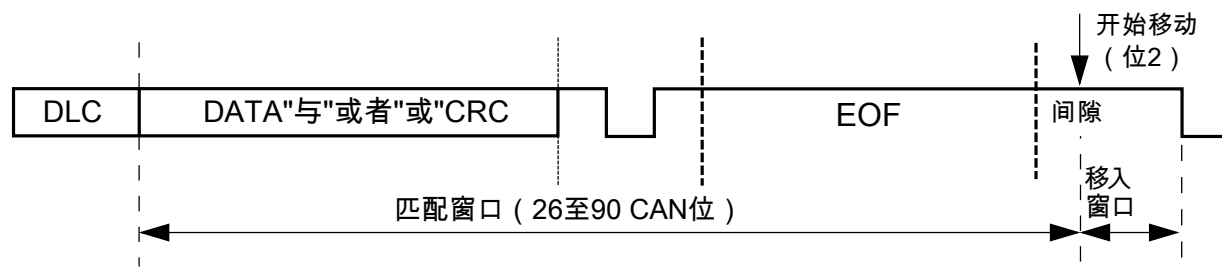 开始移动
（位2）
DLC
DATA"与"或者"或"CRC
EOF
间隙
移入
窗口
匹配窗口（26至90 CAN位）